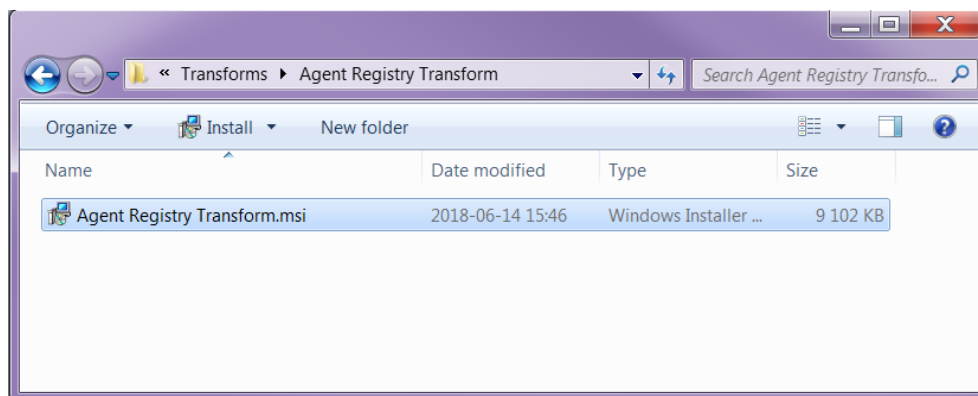 « Transforms Agent Registry Transform Search Agent Registry Transfo...
Organize Install New folder
Name Date modified Type Size
Agent Registry Transform.msi 2018-06-14 15:46 Windows Installer ... 9 102 KB